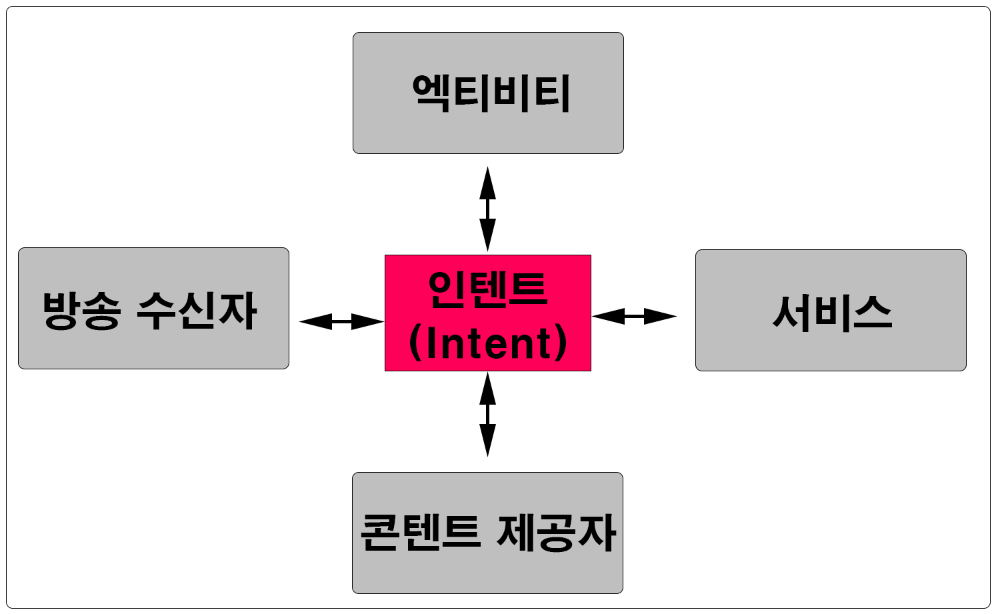 엑티비티
방송 수신자
인텐트
(Intent)
서비스
콘텐트 제공자